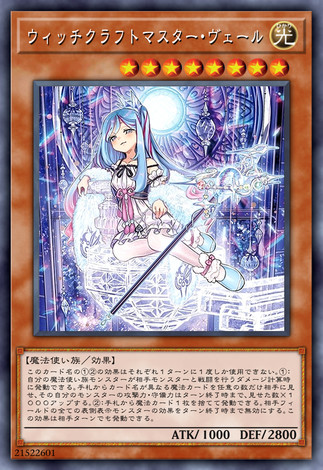 ウィッチクラフトマスター・ヴェール
光
【魔法使い族／効果】
このカード名の①②の効果はそれぞれ１ターンに１度しか使用できない。①：
自分の魔法使い族モンスターが相手モンスターと戦闘を行うダメージ計算時
に発動できる。手札からカード名が異なる魔法カードを任意の数だけ相手に見
せ、その自分のモンスターの攻撃力・守備力はターン終了時まで、見せた数×１
０００アップする。②：手札から魔法カード１枚を捨てて発動できる。相手フィ
ールドの全ての表側表示モンスターの効果をターン終了時まで無効にする。こ
の効果は相手ターンでも発動できる。
ATK/ 1000 DEF/2800
21522601